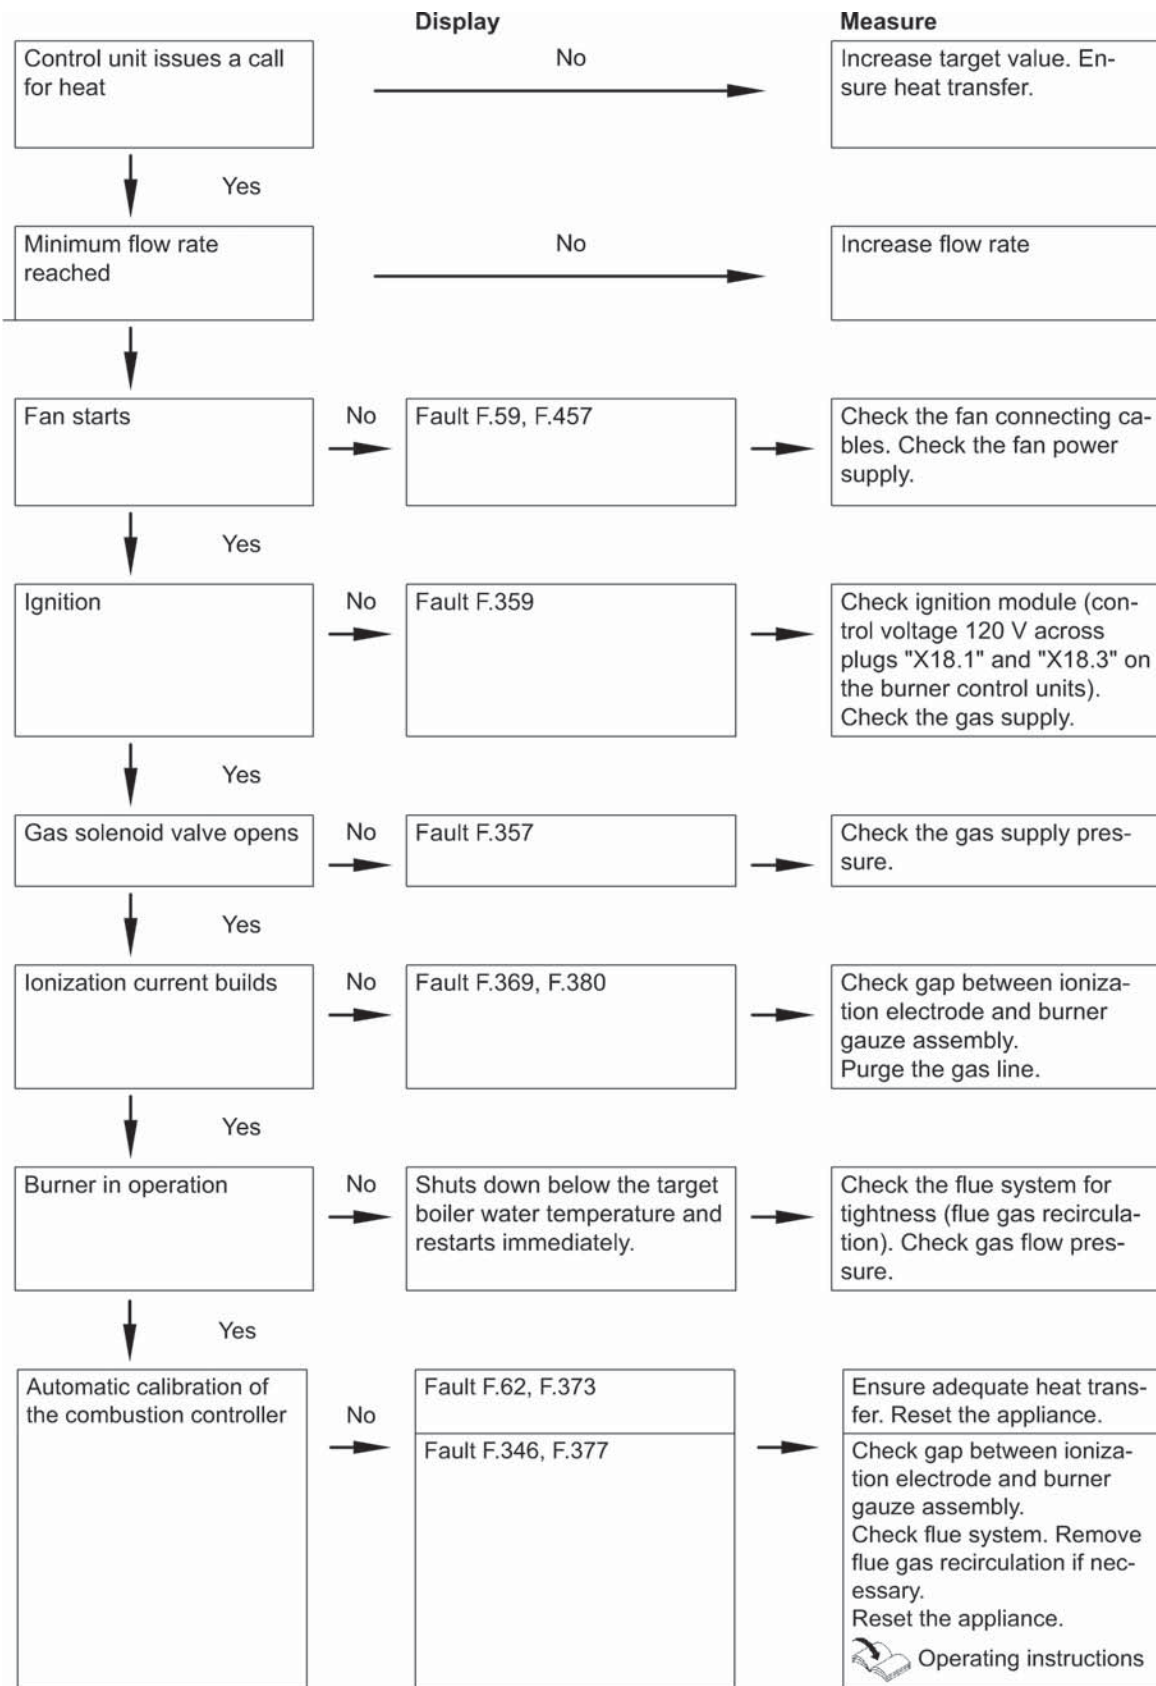 Display
Measure
Control unit issues a call
for heat
No
Increase target value. En-
sure heat transfer.
Yes
Minimum flow rate
reached
No
Increase flow rate
Fan starts
No
Fault F.59, F.457
Check the fan connecting ca-
bles. Check the fan power
supply.
Yes
Ignition
No
Fault F.359
Check ignition module (con-
trol voltage 120 V across
plugs "X18.1" and "X18.3" on
the burner control units).
Check the gas supply.
Yes
Gas solenoid valve opens
No
Fault F.357
Check the gas supply pres-
sure.
Yes
Ionization current builds
No
Fault F.369, F.380
Check gap between ioniza-
tion electrode and burner
gauze assembly.
Purge the gas line.
Yes
Burner in operation
No
Shuts down below the target
boiler water temperature and
restarts immediately.
Check the flue system for
tightness (flue gas recircula-
tion). Check gas flow pres-
sure.
Yes
Automatic calibration of
the combustion controller
No
Fault F.62, F.373
Ensure adequate heat trans-
fer. Reset the appliance.
Fault F.346, F.377
Check gap between ioniza-
tion electrode and burner
gauze assembly.
Check flue system. Remove
flue gas recirculation if nec-
essary.
Reset the appliance.
Operating instructions